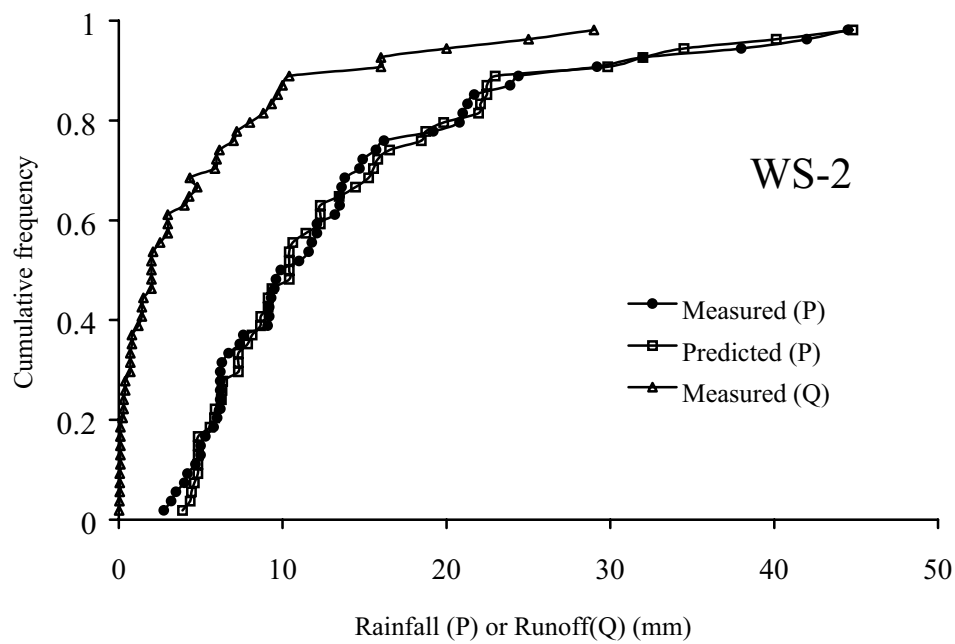 1
0.8
0.6
0.4
0.2
0
Cumulative frequency
WS-2
Measured (P)
Predicted (P)
Measured (Q)
0 10 20 30 40 50
Rainfall (P) or Runoff(Q) (mm)